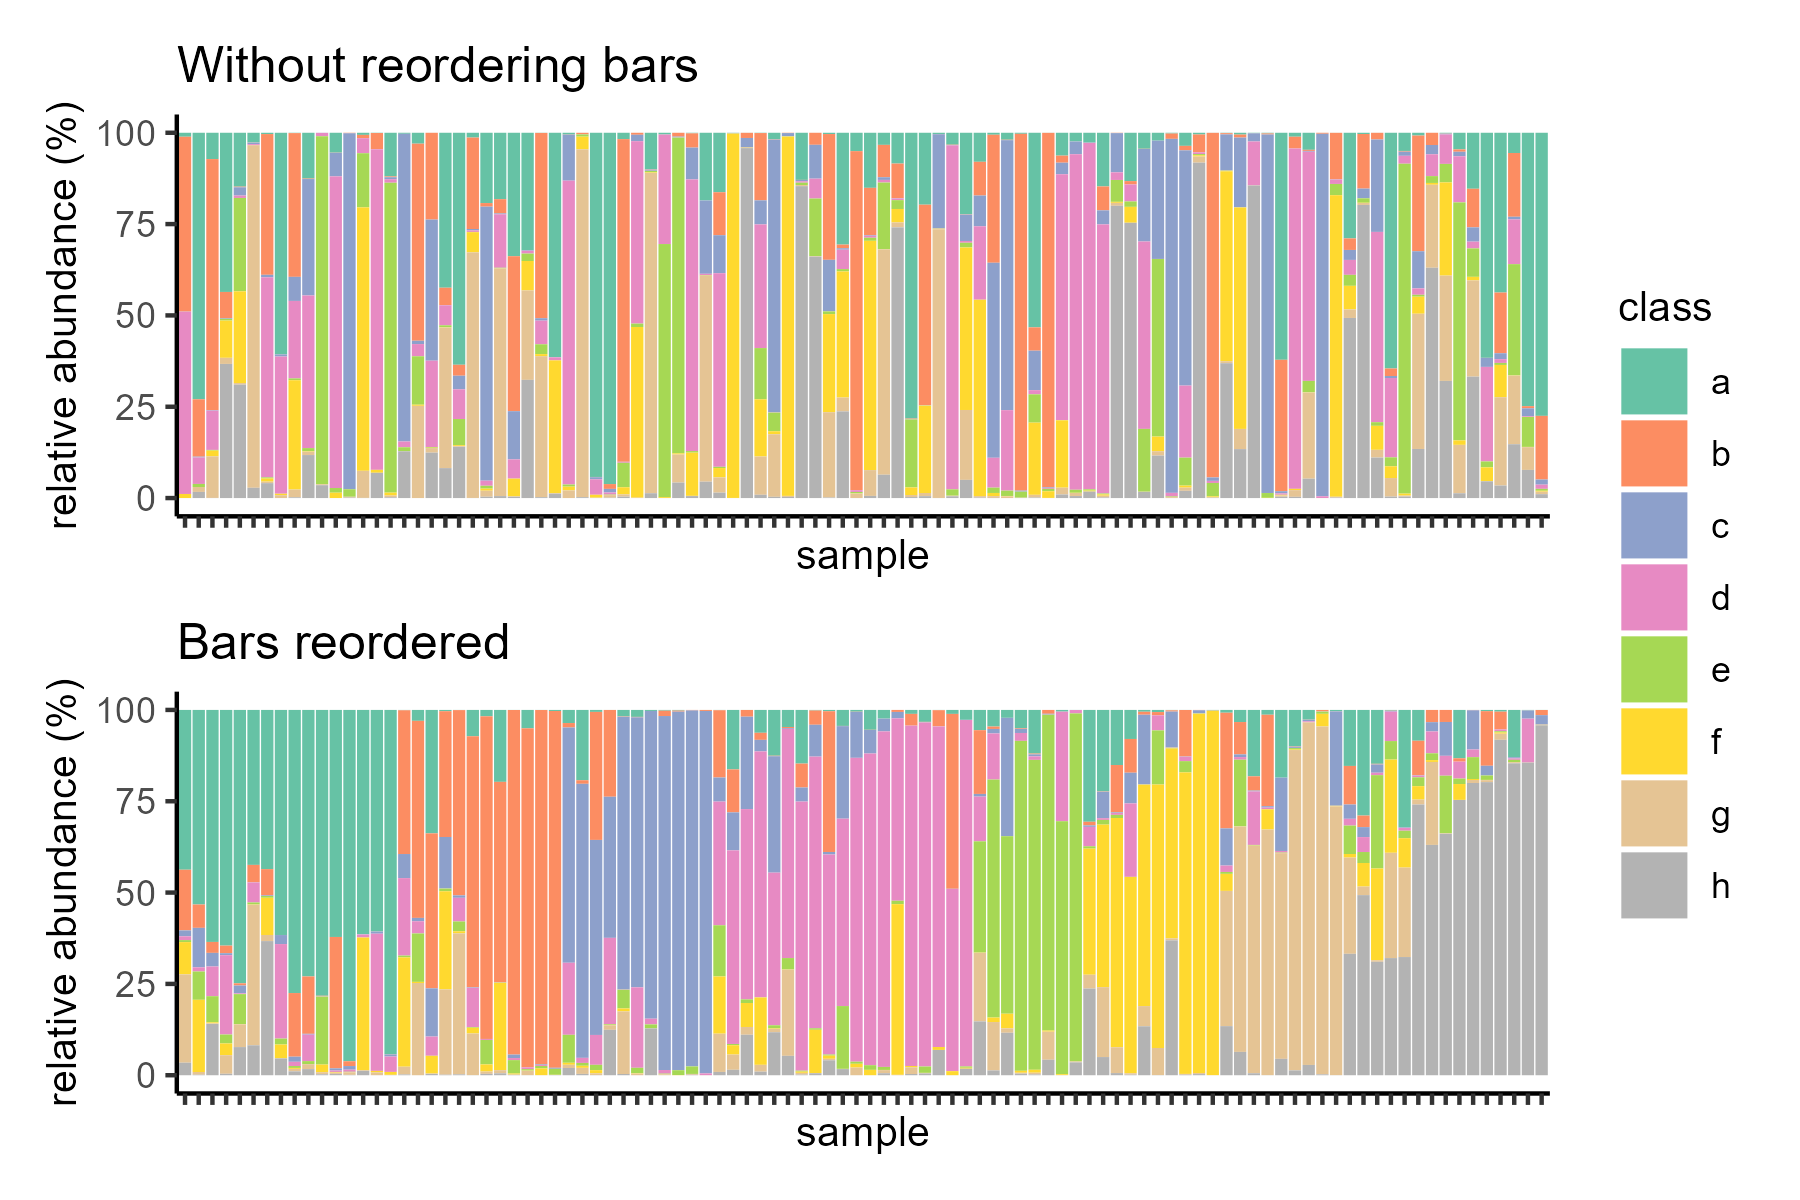 Without reordering bars
relative abundance (%)
100
75
50
25
0
sample
Bars reordered
relative abundance (%)
100
75
50
25
0
sample
class
a
b
c
d
e
f
g
h